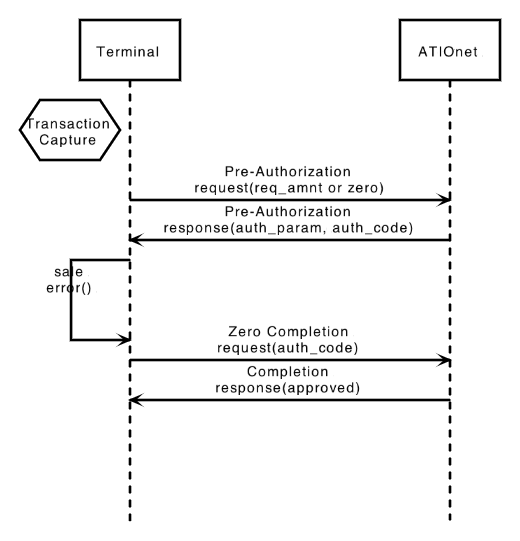 Terminal
ATIOnet
Transaction
Capture
Pre-Authorization
request(req_amnt or zero)
Pre-Authorization
response(auth_param, auth_code)
sale
error()
Zero Completion
request(auth_code)
Completion
response(approved)